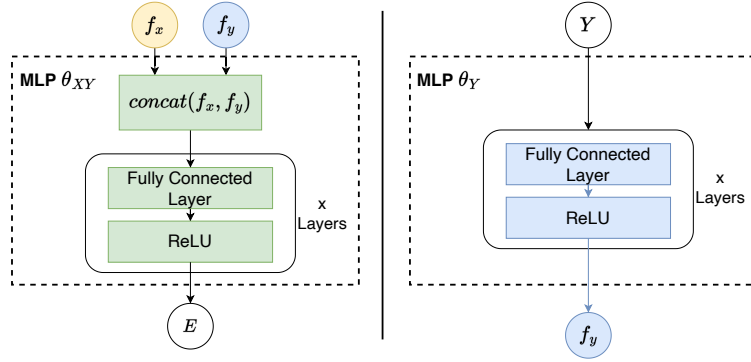 f_x
f_y
MLP θ_XY
concat(f_x, f_y)
Fully Connected
Layer
ReLU
x
Layers
E
Y
MLP θ_Y
Fully Connected
Layer
ReLU
x
Layers
f_y